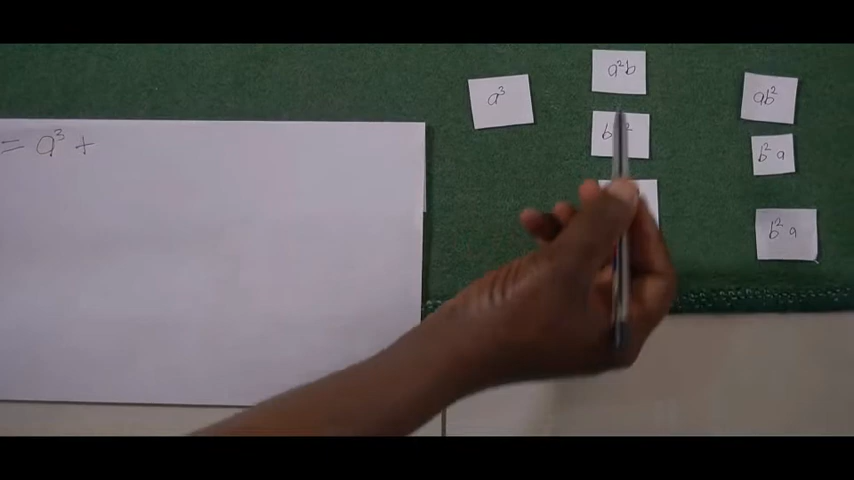 = a³ +
a³
a²b
ab²
b²a
b²a